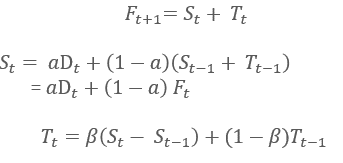 F_{t+1} = S_t + T_t
S_t = aD_t + (1 − a)(S_{t−1} + T_{t−1})
= aD_t + (1 − a) F_t
T_t = β(S_t − S_{t−1}) + (1 − β)T_{t−1}